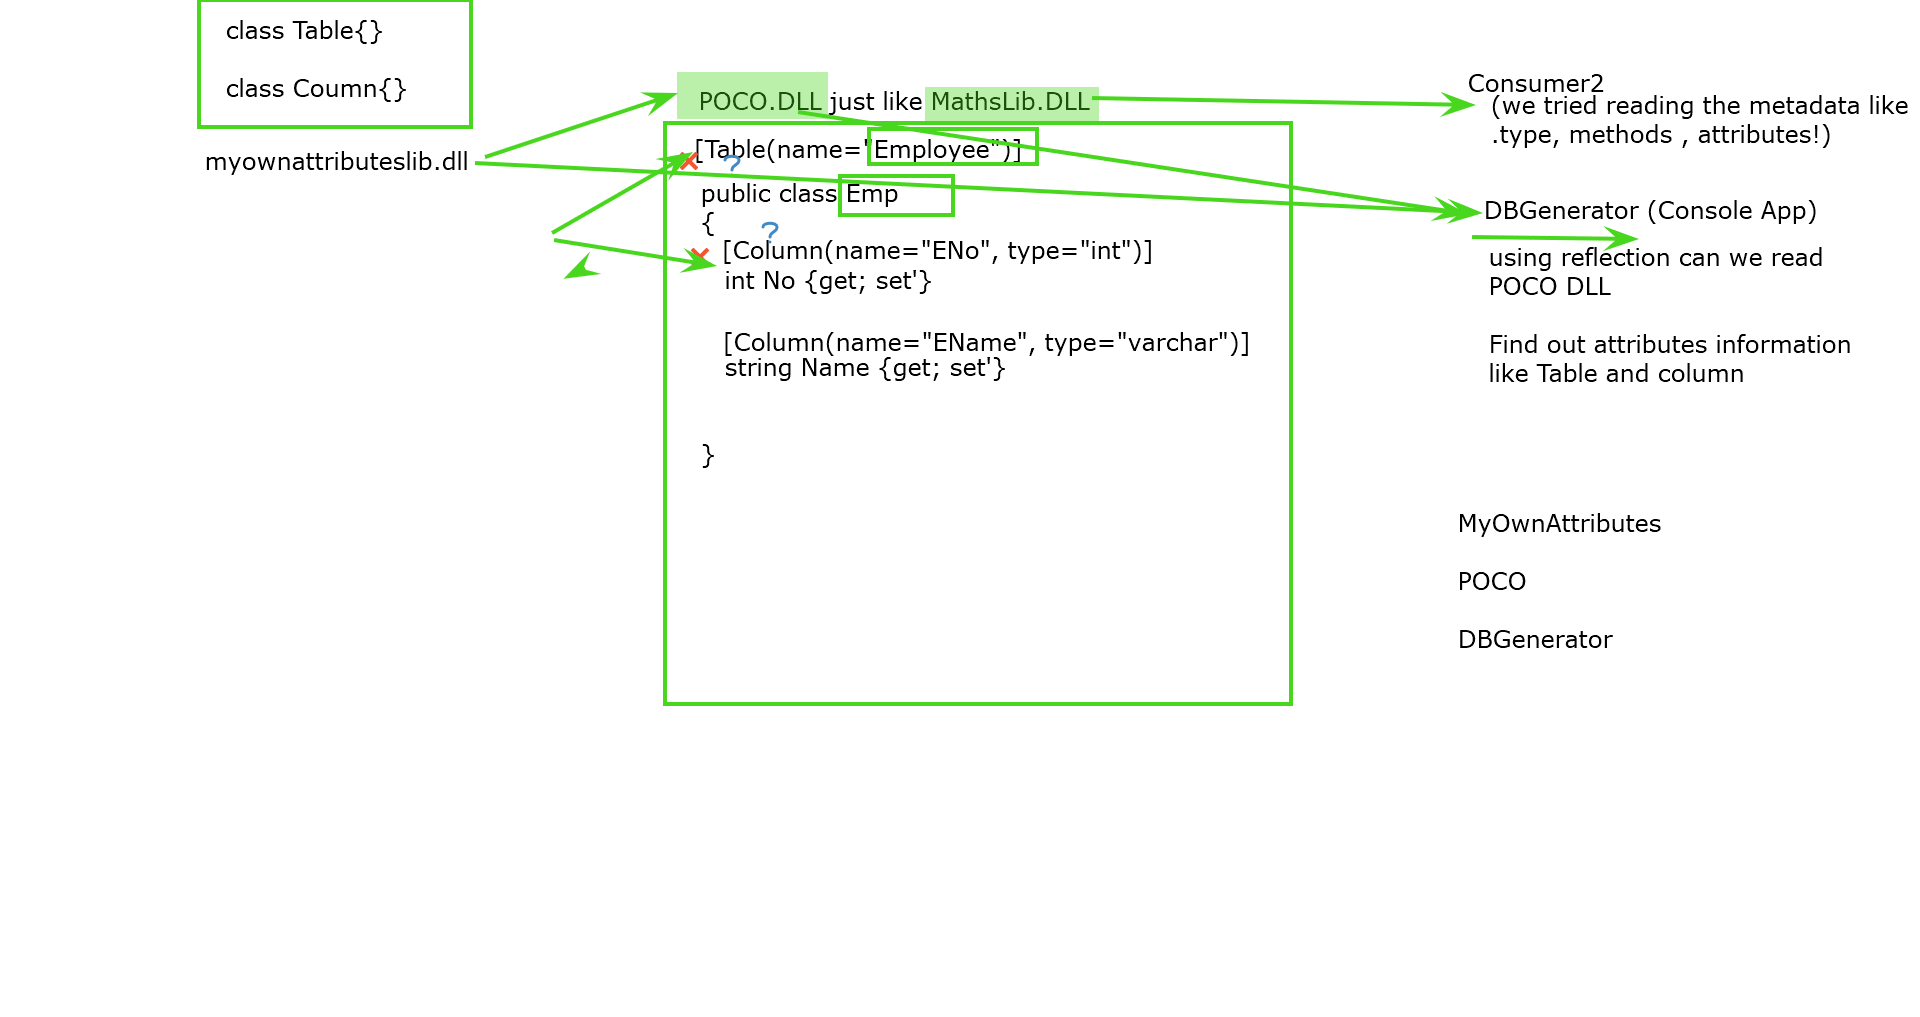 class Table{}
class Coumn{}
myownattributeslib.dll
POCO.DLL just like MathsLib.DLL
[Table(name="Employee")]
?
public class Emp
{
?
[Column(name="ENo", type="int")]
int No {get; set'}
[Column(name="EName", type="varchar")]
string Name {get; set'}
}
Consumer2
(we tried reading the metadata like
.type, methods , attributes!)
DBGenerator (Console App)
using reflection can we read
POCO DLL
Find out attributes information
like Table and column
MyOwnAttributes
POCO
DBGenerator